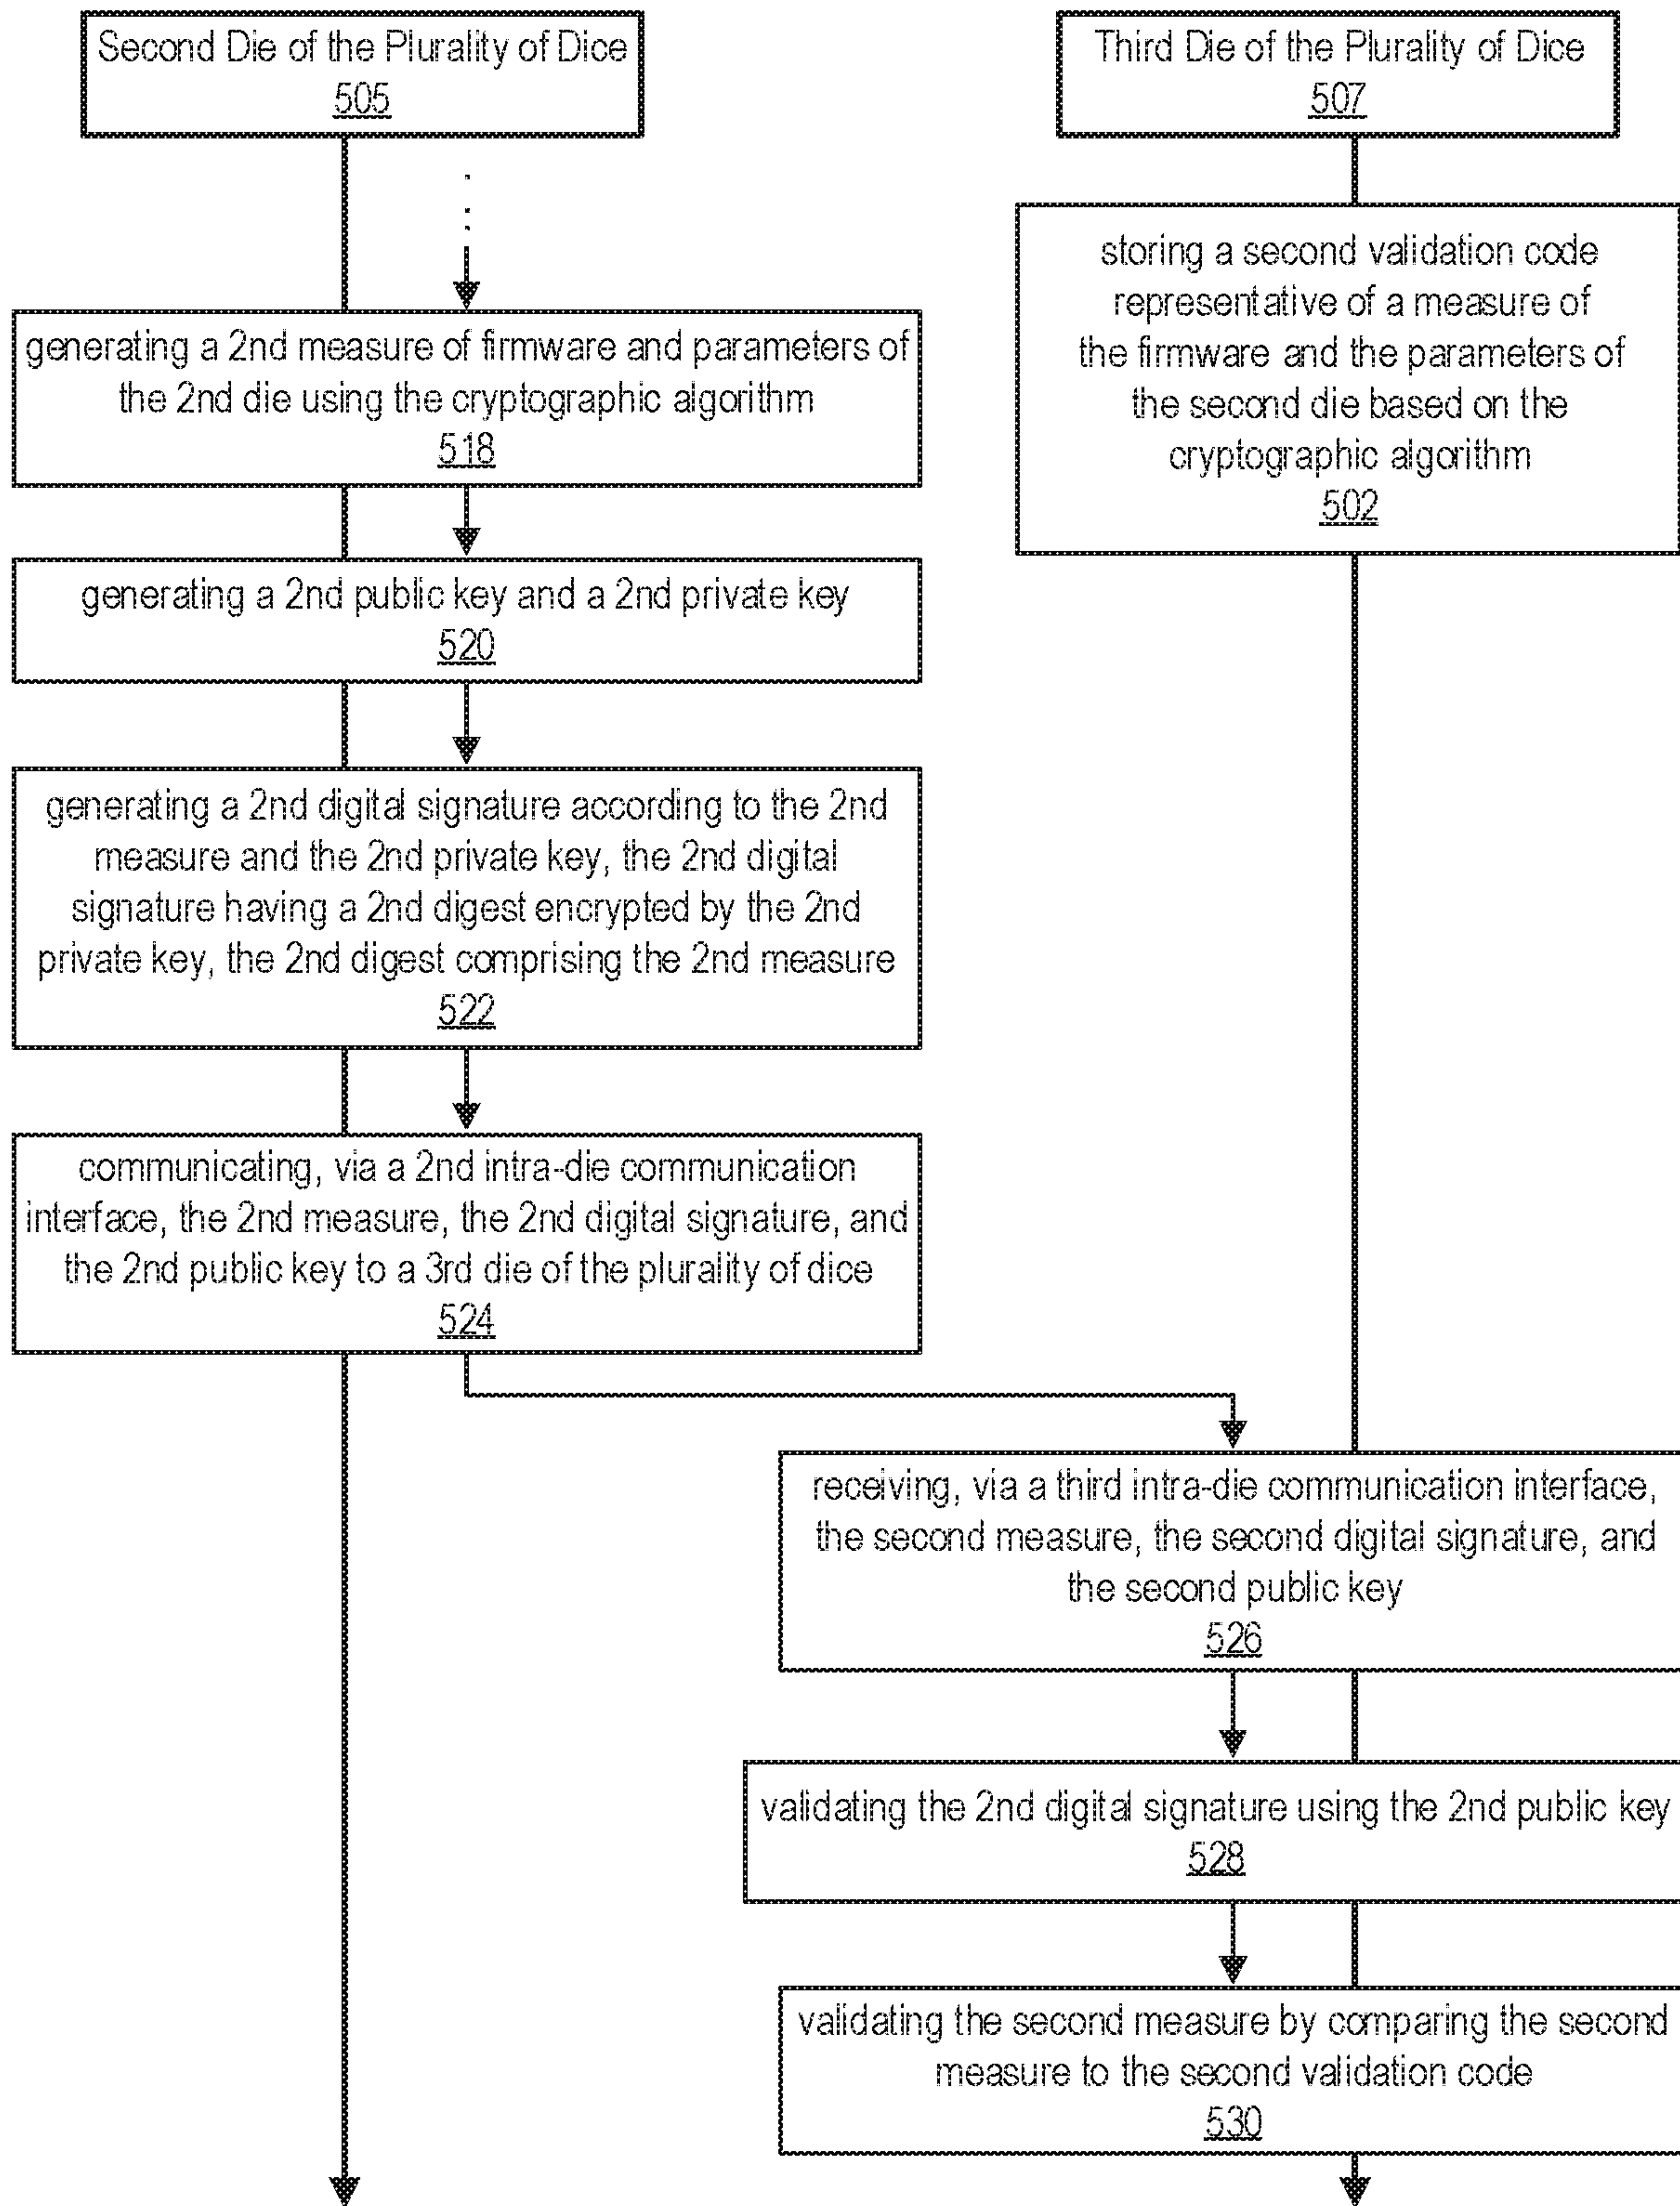 Second Die of the Plurality of Dice
505
Third Die of the Plurality of Dice
507
storing a second validation code
representative of a measure of
the firmware and the parameters of
the second die based on the
cryptographic algorithm
502
generating a 2nd measure of firmware and parameters of
the 2nd die using the cryptographic algorithm
518
generating a 2nd public key and a 2nd private key
520
generating a 2nd digital signature according to the 2nd
measure and the 2nd private key, the 2nd digital
signature having a 2nd digest encrypted by the 2nd
private key, the 2nd digest comprising the 2nd measure
522
communicating, via a 2nd intra-die communication
interface, the 2nd measure, the 2nd digital signature, and
the 2nd public key to a 3rd die of the plurality of dice
524
receiving, via a third intra-die communication interface,
the second measure, the second digital signature, and
the second public key
526
validating the 2nd digital signature using the 2nd public key
528
validating the second measure by comparing the second
measure to the second validation code
530